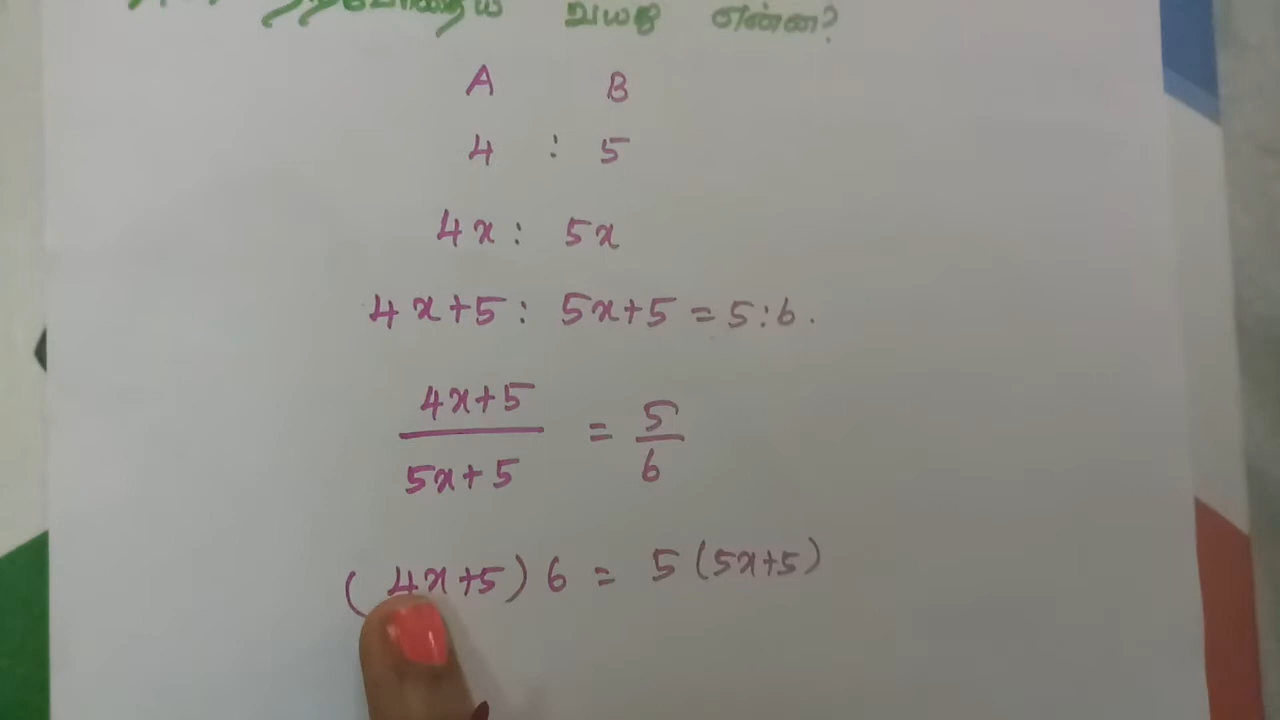 தற்போதைய வயது என்ன?
A B
4 : 5
4x : 5x
4x+5 : 5x+5 = 5:6.
4x+5 / 5x+5 = 5/6
(4x+5) 6 = 5 (5x+5)